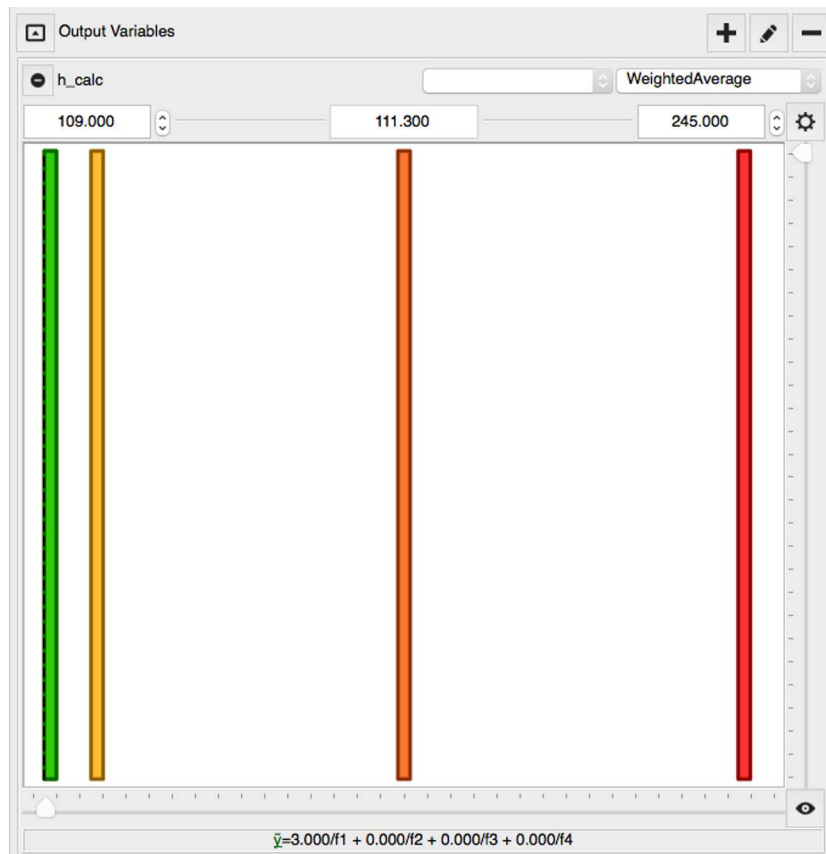 Output Variables
h_calc WeightedAverage
109.000 111.300 245.000
ỹ=3.000/f1 + 0.000/f2 + 0.000/f3 + 0.000/f4